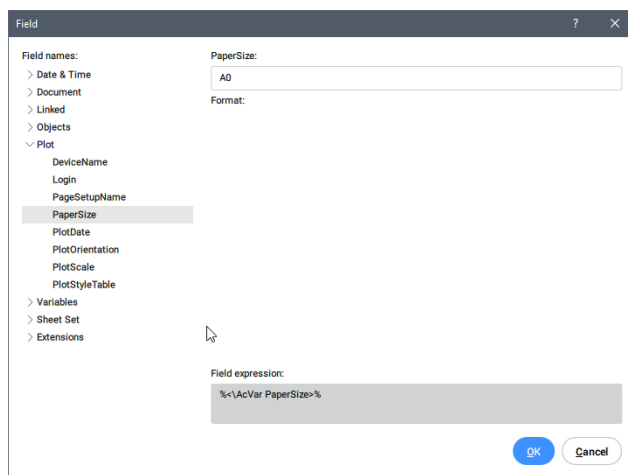 Field
?
Field names:
Date & Time
Document
Linked
Objects
Plot
DeviceName
Login
PageSetupName
PaperSize
PlotDate
PlotOrientation
PlotScale
PlotStyleTable
Variables
Sheet Set
Extensions
PaperSize:
A0
Format:
Field expression:
%<\AcVar PaperSize>%
OK
Cancel